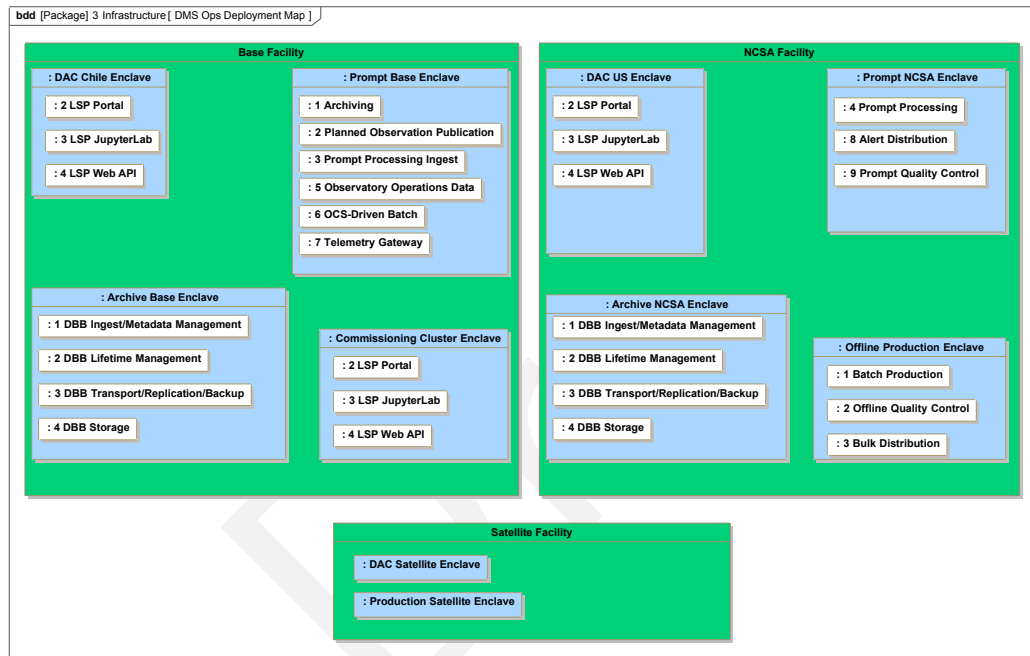 bdd [Package] 3 Infrastructure [ DMS Ops Deployment Map ]
Base Facility
: DAC Chile Enclave
: 2 LSP Portal
: 3 LSP JupyterLab
: 4 LSP Web API
: Prompt Base Enclave
: 1 Archiving
: 2 Planned Observation Publication
: 3 Prompt Processing Ingest
: 5 Observatory Operations Data
: 6 OCS-Driven Batch
: 7 Telemetry Gateway
: Archive Base Enclave
: 1 DBB Ingest/Metadata Management
: 2 DBB Lifetime Management
: 3 DBB Transport/Replication/Backup
: 4 DBB Storage
: Commissioning Cluster Enclave
: 2 LSP Portal
: 3 LSP JupyterLab
: 4 LSP Web API
NCSA Facility
: DAC US Enclave
: 2 LSP Portal
: 3 LSP JupyterLab
: 4 LSP Web API
: Prompt NCSA Enclave
: 4 Prompt Processing
: 8 Alert Distribution
: 9 Prompt Quality Control
: Archive NCSA Enclave
: 1 DBB Ingest/Metadata Management
: 2 DBB Lifetime Management
: 3 DBB Transport/Replication/Backup
: 4 DBB Storage
: Offline Production Enclave
: 1 Batch Production
: 2 Offline Quality Control
: 3 Bulk Distribution
Satellite Facility
: DAC Satellite Enclave
: Production Satellite Enclave